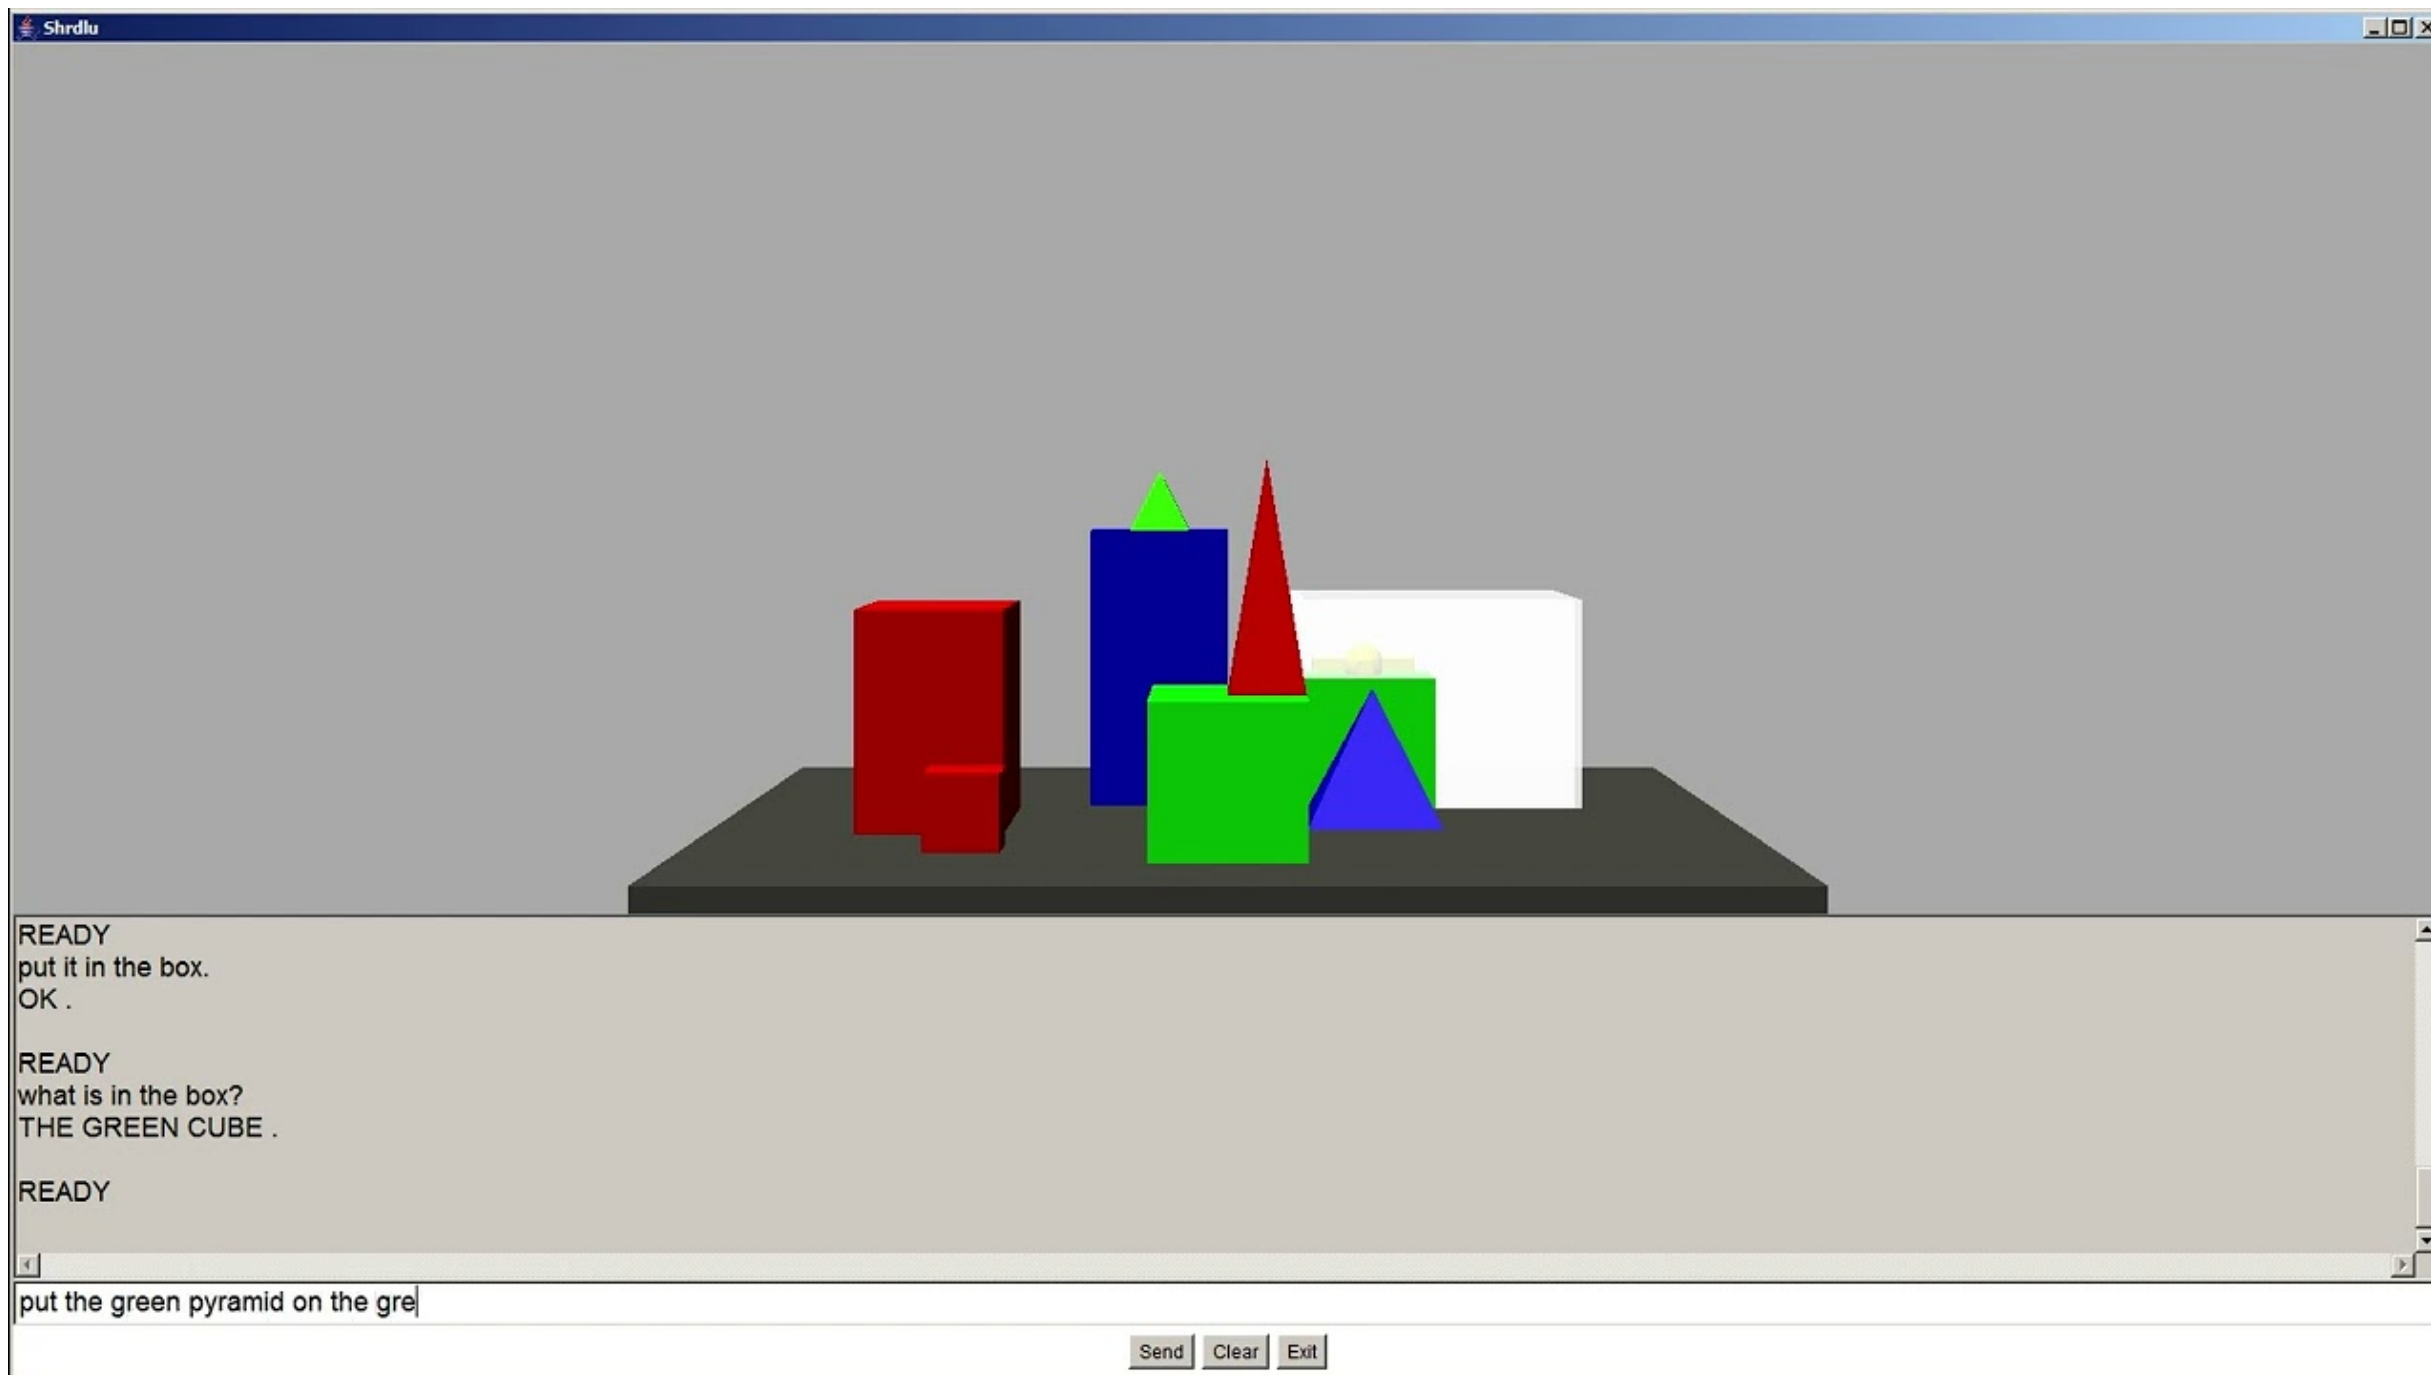 Shrdlu
READY
put it in the box.
OK .
READY
what is in the box?
THE GREEN CUBE .
READY
put the green pyramid on the gre
Send Clear Exit